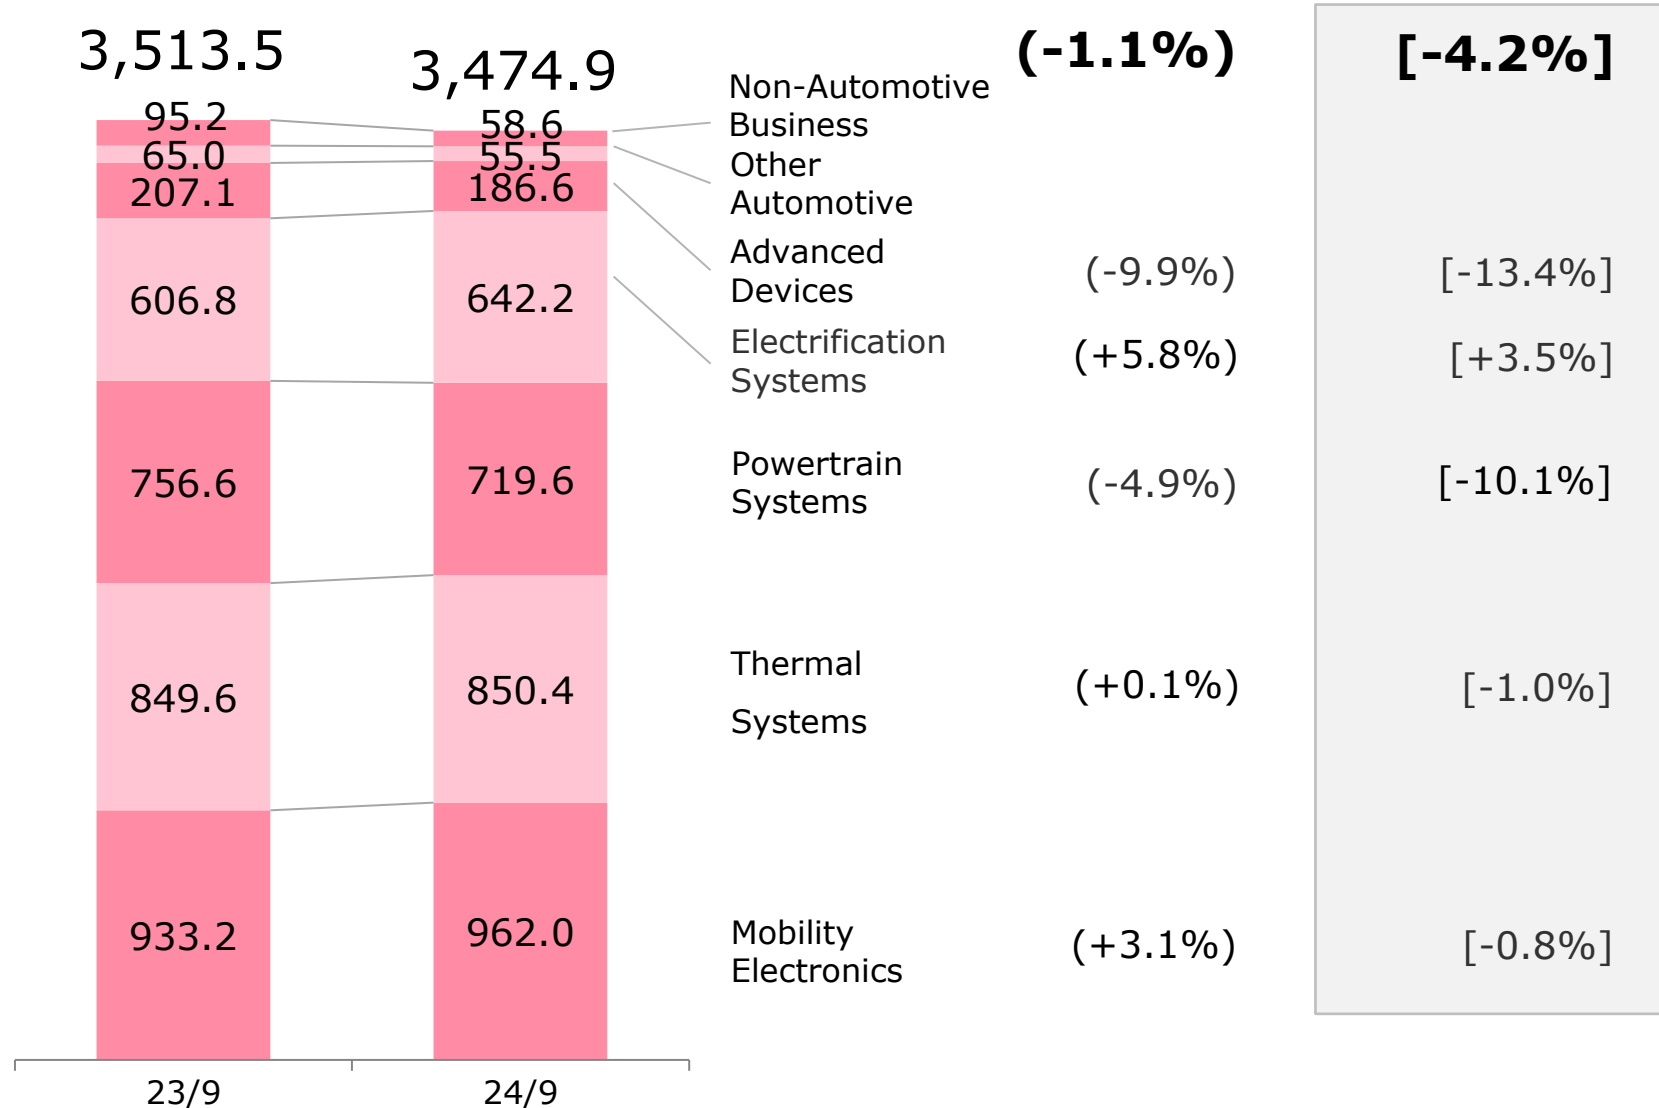 3,513.5
3,474.9
(-1.1%)
[-4.2%]
95.2
58.6
Non-Automotive
Business
65.0
55.5
Other
Automotive
207.1
186.6
Advanced
Devices
(-9.9%)
[-13.4%]
606.8
642.2
Electrification
Systems
(+5.8%)
[+3.5%]
756.6
719.6
Powertrain
Systems
(-4.9%)
[-10.1%]
849.6
850.4
Thermal
Systems
(+0.1%)
[-1.0%]
933.2
962.0
Mobility
Electronics
(+3.1%)
[-0.8%]
23/9
24/9